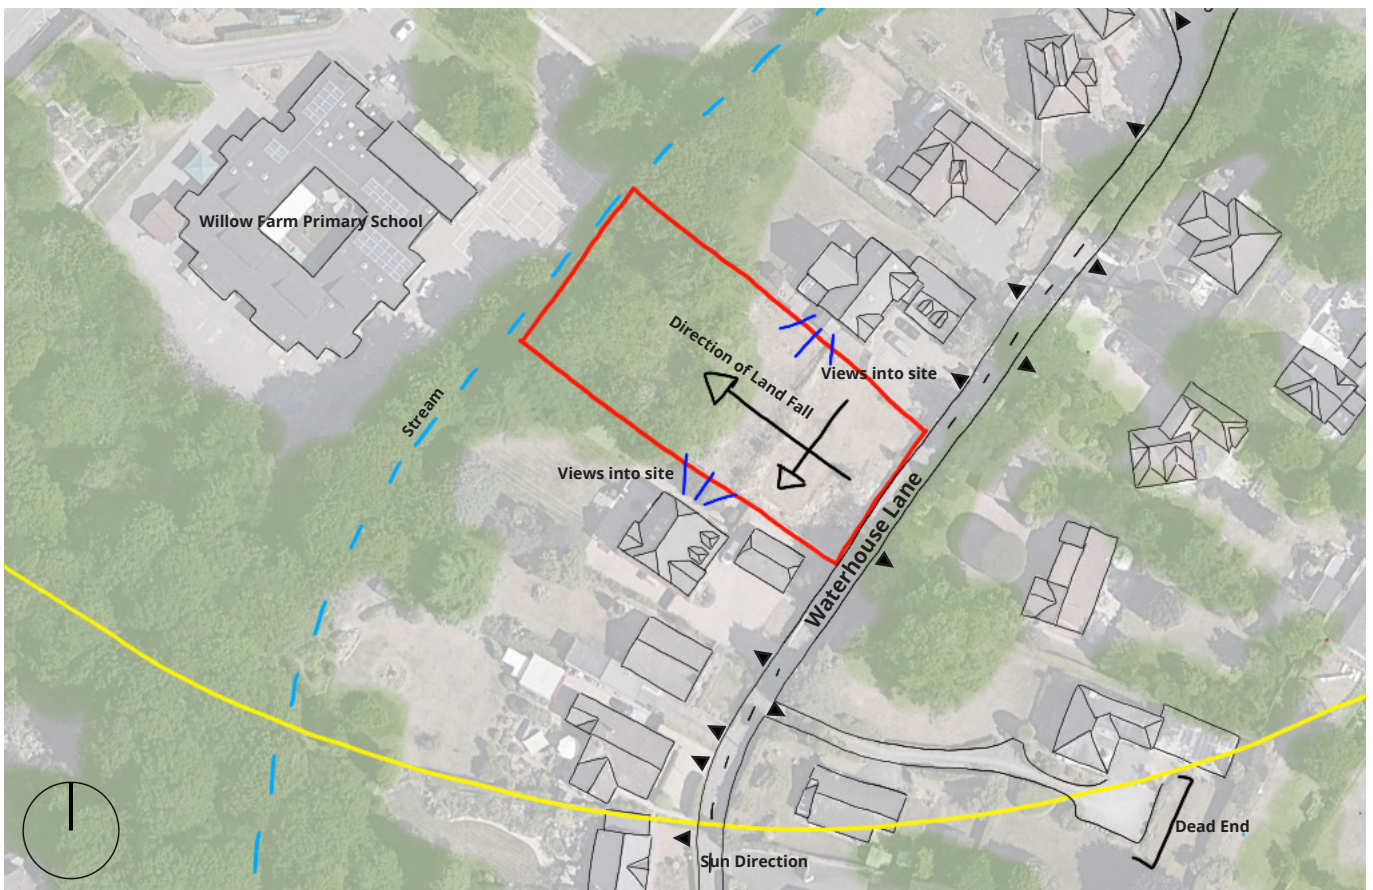 Willow Farm Primary School
Direction of Land Fall
Views into site
Stream
Views into site
Waterhouse Lane
Dead End
Sun Direction